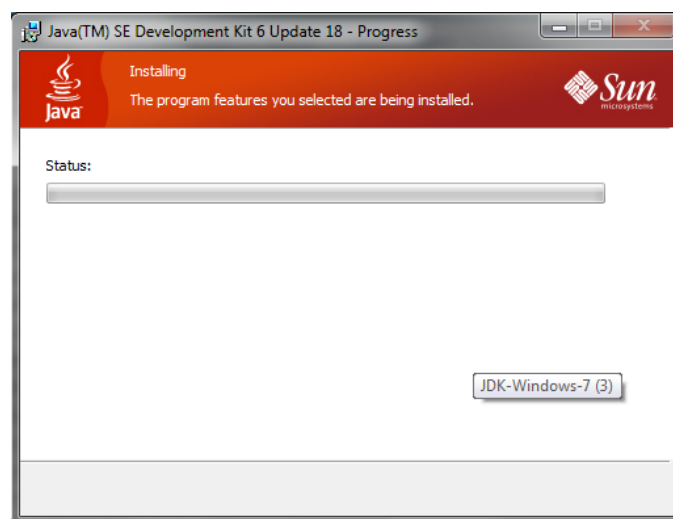 Java(TM) SE Development Kit 6 Update 18 - Progress
Installing
The program features you selected are being installed.
Java
Sun
microsystems
Status:
JDK-Windows-7 (3)